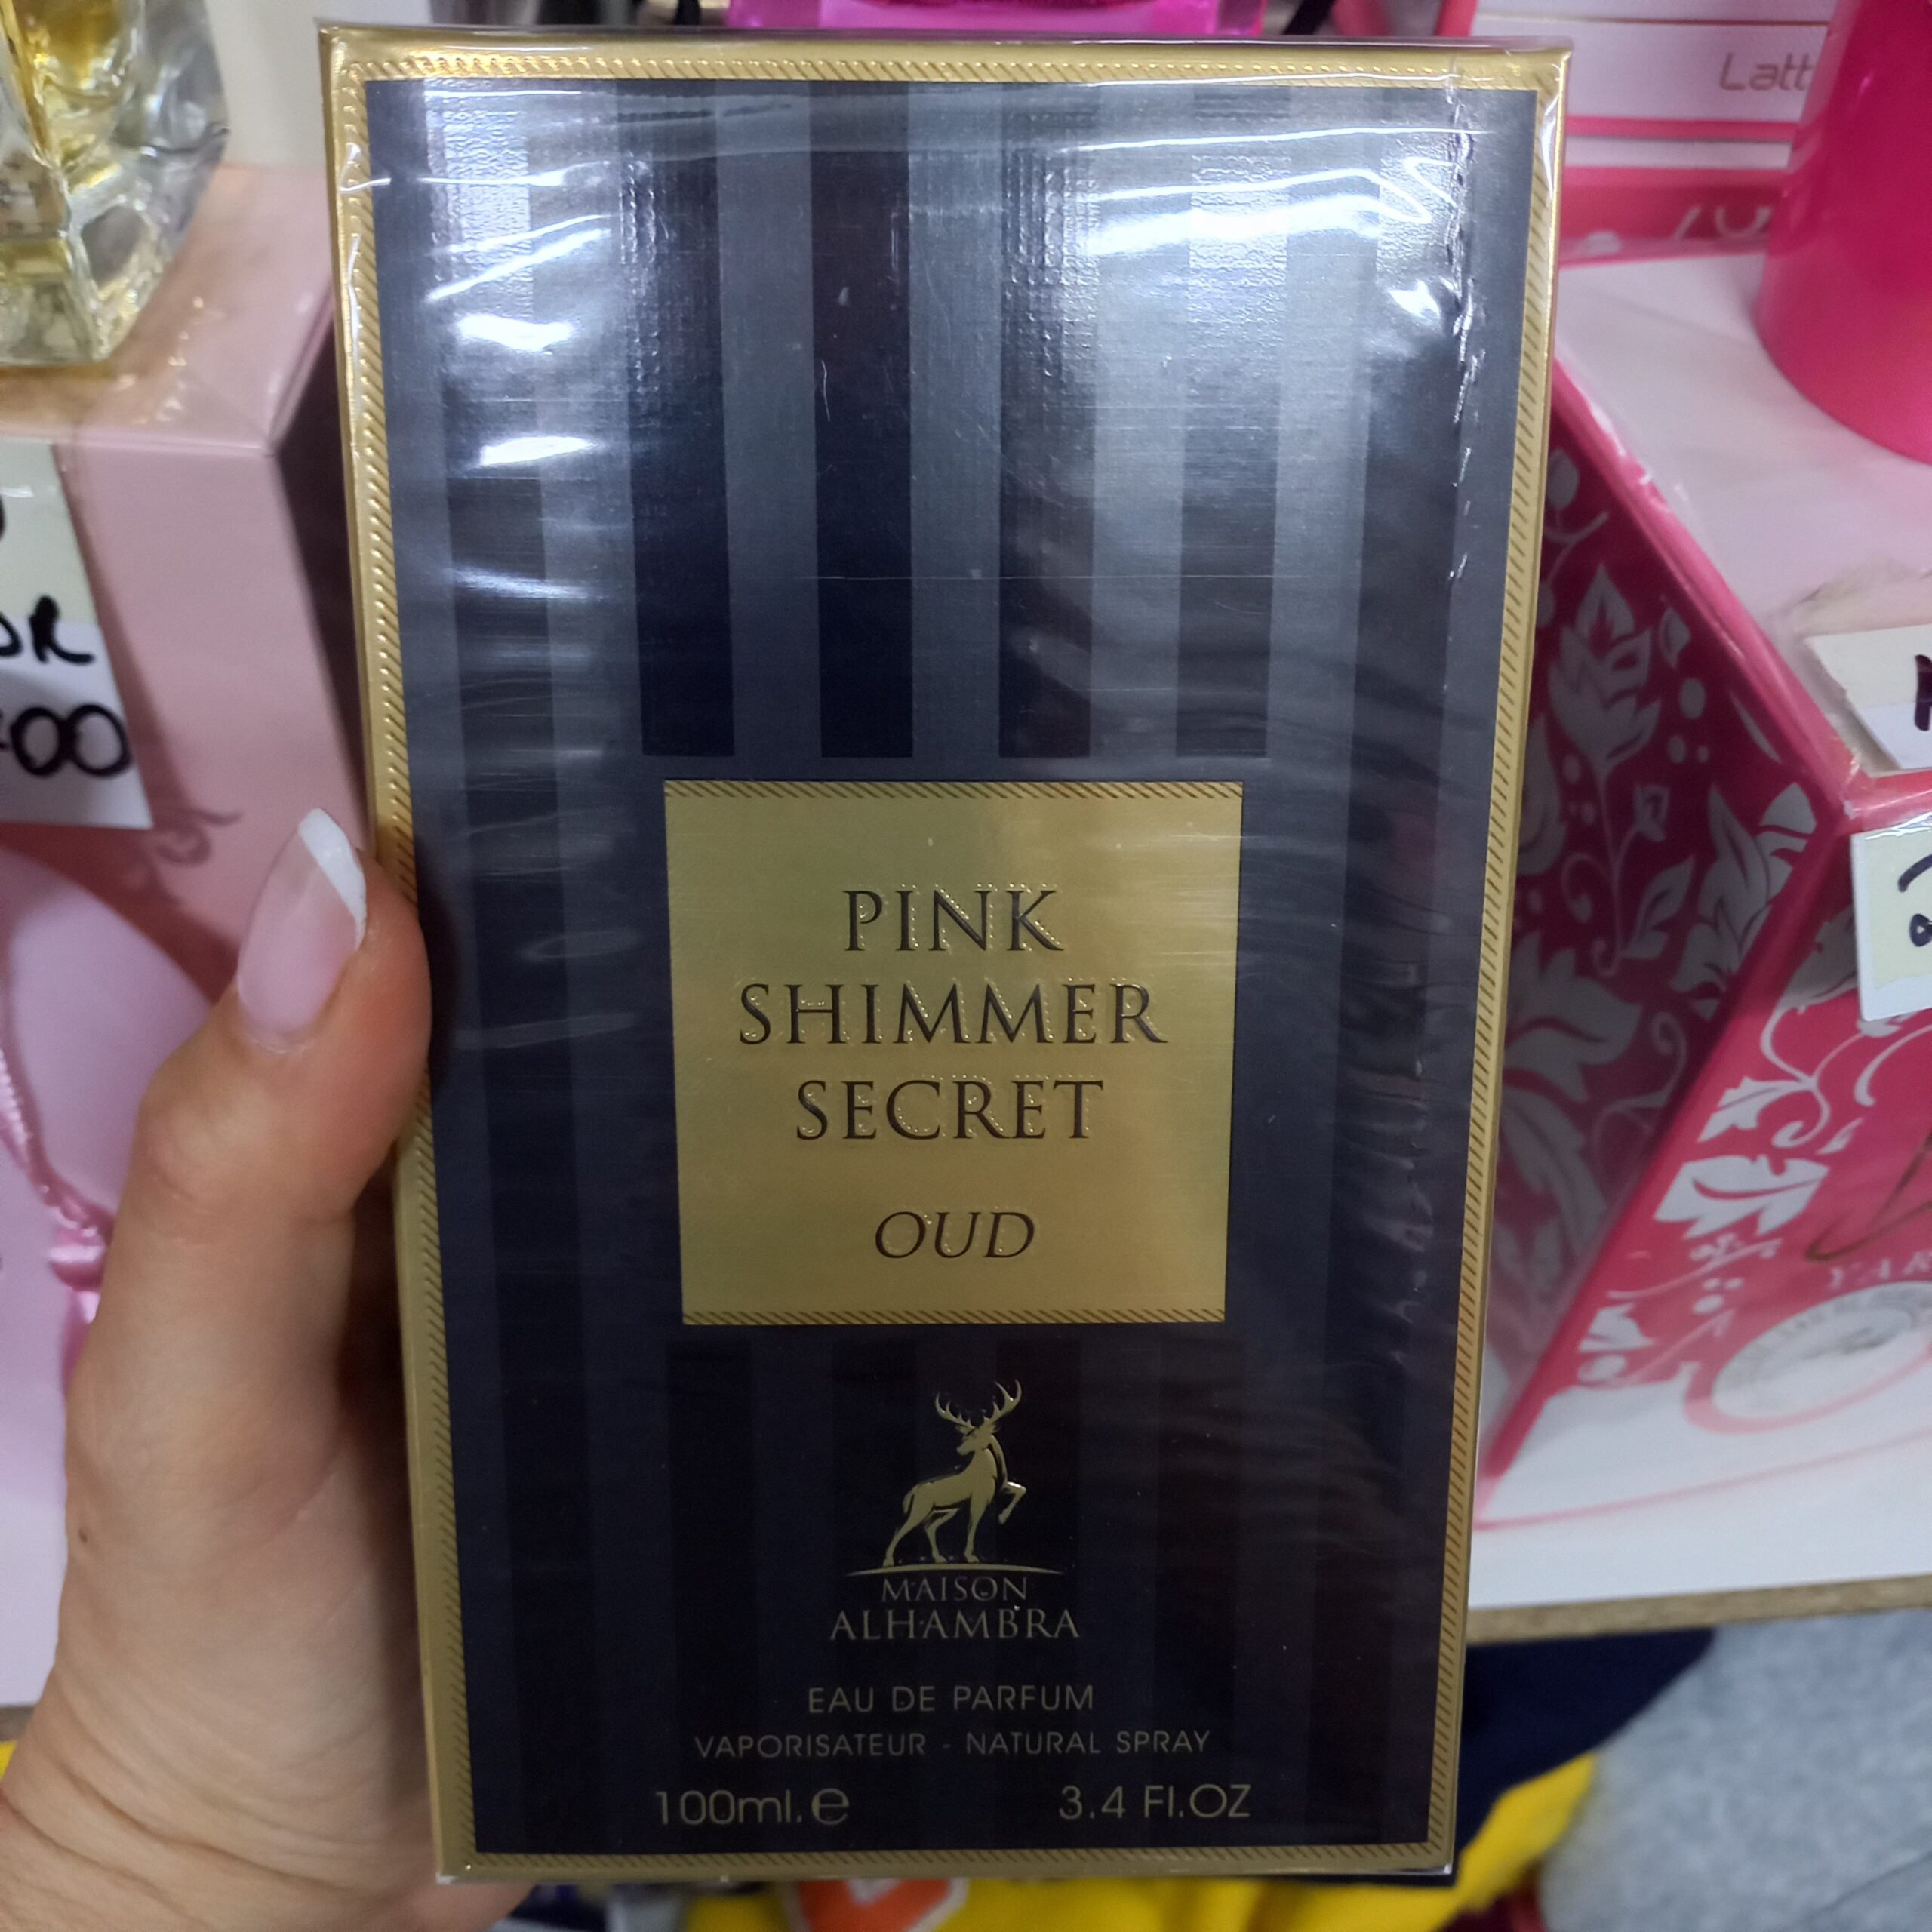 PINK
SHIMMER
SECRET
OUD
MAISON
ALHAMBRA
EAU DE PARFUM
VAPORISATEUR - NATURAL SPRAY
100ml.e 3.4 Fl.OZ